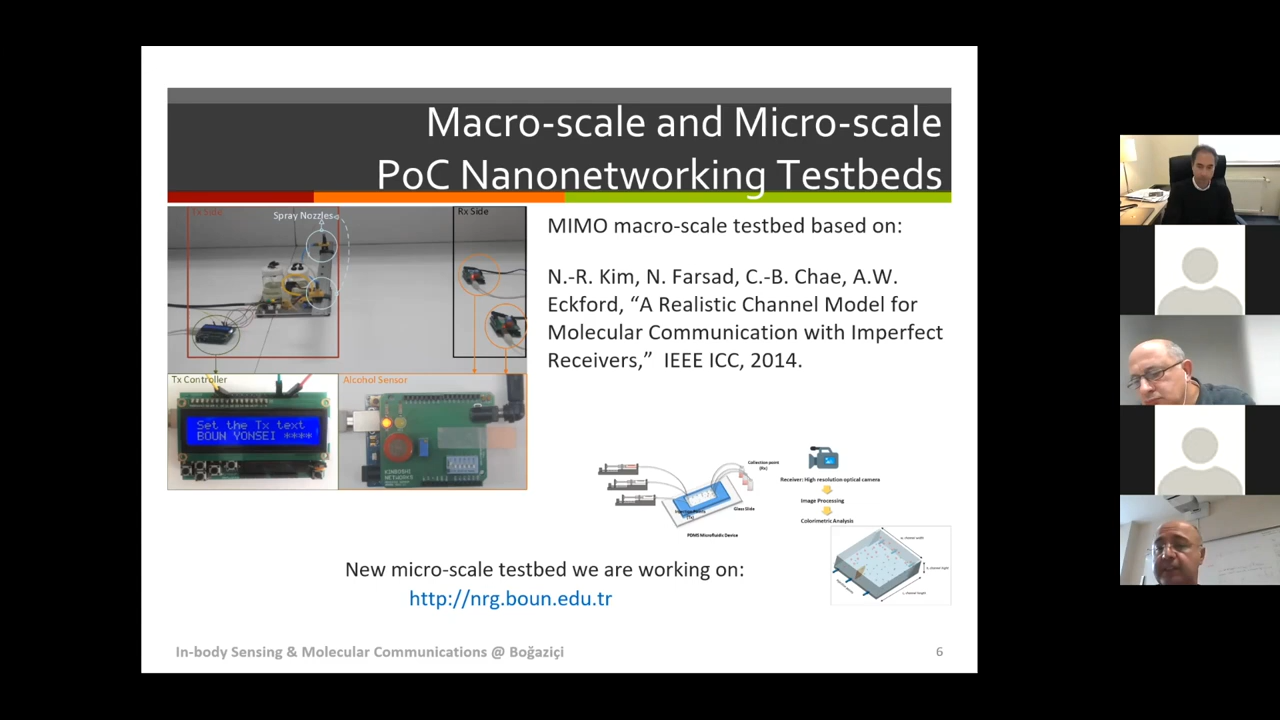 Macro-scale and Micro-scale
PoC Nanonetworking Testbeds
Tx Side
Spray Nozzles
Rx Side
MIMO macro-scale testbed based on:
N.-R. Kim, N. Farsad, C.-B. Chae, A.W.
Eckford, “A Realistic Channel Model for
Molecular Communication with Imperfect
Receivers,” IEEE ICC, 2014.
Tx Controller
Alcohol Sensor
Set the Tx text
BOUN YONSEI ****
Collection point
(Rx)
Glass Slide
PDMS Microfluidics Device
Receiver: High resolution optical camera
Image Processing
Colorimetric Analysis
New micro-scale testbed we are working on:
http://nrg.boun.edu.tr
In-body Sensing & Molecular Communications @ Boğaziçi
6